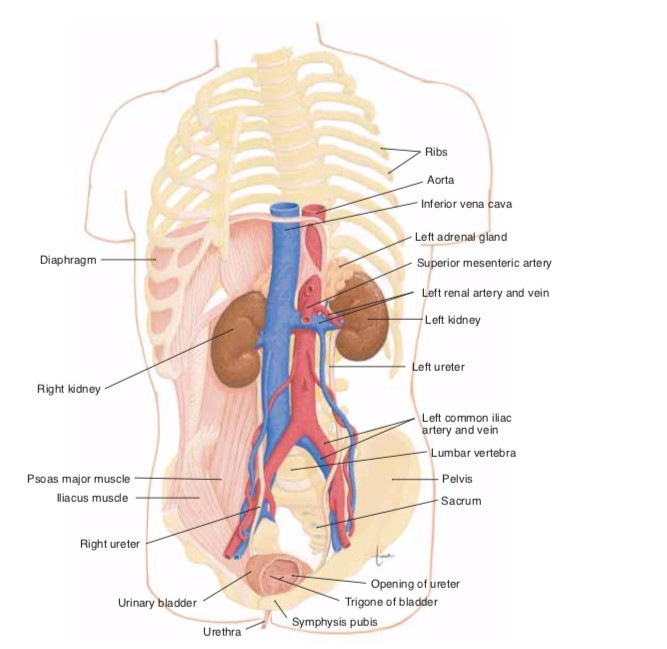 Ribs
Aorta
Inferior vena cava
Left adrenal gland
Diaphragm
Superior mesenteric artery
Left renal artery and vein
Left kidney
Left ureter
Right kidney
Left common iliac
artery and vein
Lumbar vertebra
Psoas major muscle
Pelvis
Iliacus muscle
Sacrum
Right ureter
Opening of ureter
Urinary bladder
Trigone of bladder
Symphysis pubis
Urethra